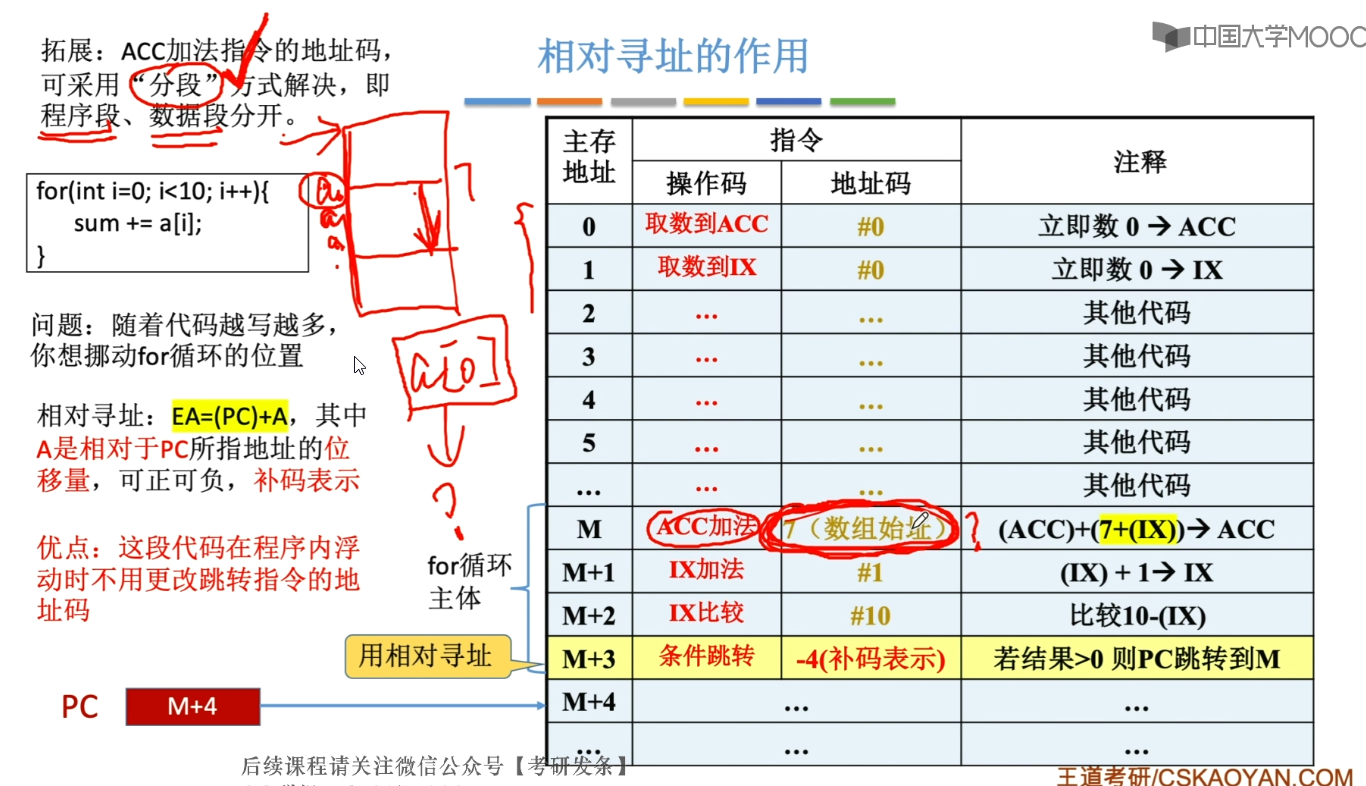 中国大学MOOC
相对寻址的作用
拓展：ACC加法指令的地址码，
可采用“分段”方式解决，即
程序段、数据段分开。
for(int i=0; i<10; i++){
sum += a[i];
}
a[0]
?
问题：随着代码越写越多，
你想挪动for循环的位置
相对寻址：EA=(PC)+A，其中
A是相对于PC所指地址的位
移量，可正可负，补码表示
优点：这段代码在程序内浮
动时不用更改跳转指令的地
址码
for循环
主体
用相对寻址
PC M+4
主存地址 指令 注释
操作码 地址码
0 取数到ACC #0 立即数 0 → ACC
1 取数到IX #0 立即数 0 → IX
2 … … 其他代码
3 … … 其他代码
4 … … 其他代码
5 … … 其他代码
… … … 其他代码
M ACC加法 7（数组始址） (ACC)+(7+(IX))→ ACC
M+1 IX加法 #1 (IX) + 1→ IX
M+2 IX比较 #10 比较10-(IX)
M+3 条件跳转 -4(补码表示) 若结果>0 则PC跳转到M
M+4 … …
… … …
后续课程请关注微信公众号【考研发条】
王道考研/CSKAOYAN.COM